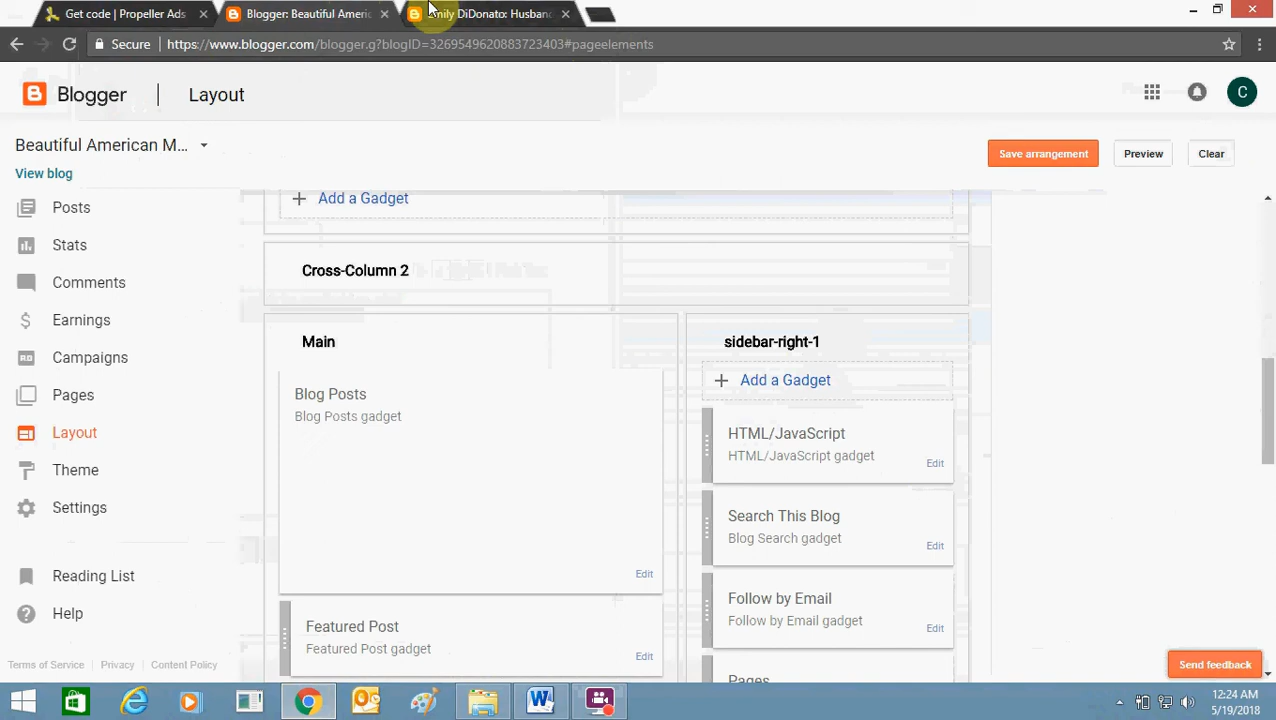 Get code | Propeller Ads
Blogger: Beautiful Americ
Emily DiDonato: Husband
Secure
https://www.blogger.com/blogger.g?blogID=3269549620883723403#pageelements
Blogger
Layout
C
Beautiful American M...
View blog
Save arrangement
Preview
Clear
Posts
Stats
Comments
Earnings
Campaigns
Pages
Layout
Theme
Settings
Reading List
Help
Terms of Service
Privacy
Content Policy
+ Add a Gadget
Cross-Column 2
Main
Blog Posts
Blog Posts gadget
Edit
Featured Post
Featured Post gadget
Edit
sidebar-right-1
+ Add a Gadget
HTML/JavaScript
HTML/JavaScript gadget
Edit
Search This Blog
Blog Search gadget
Edit
Follow by Email
Follow by Email gadget
Edit
Pages
Send feedback
12:24 AM
5/19/2018